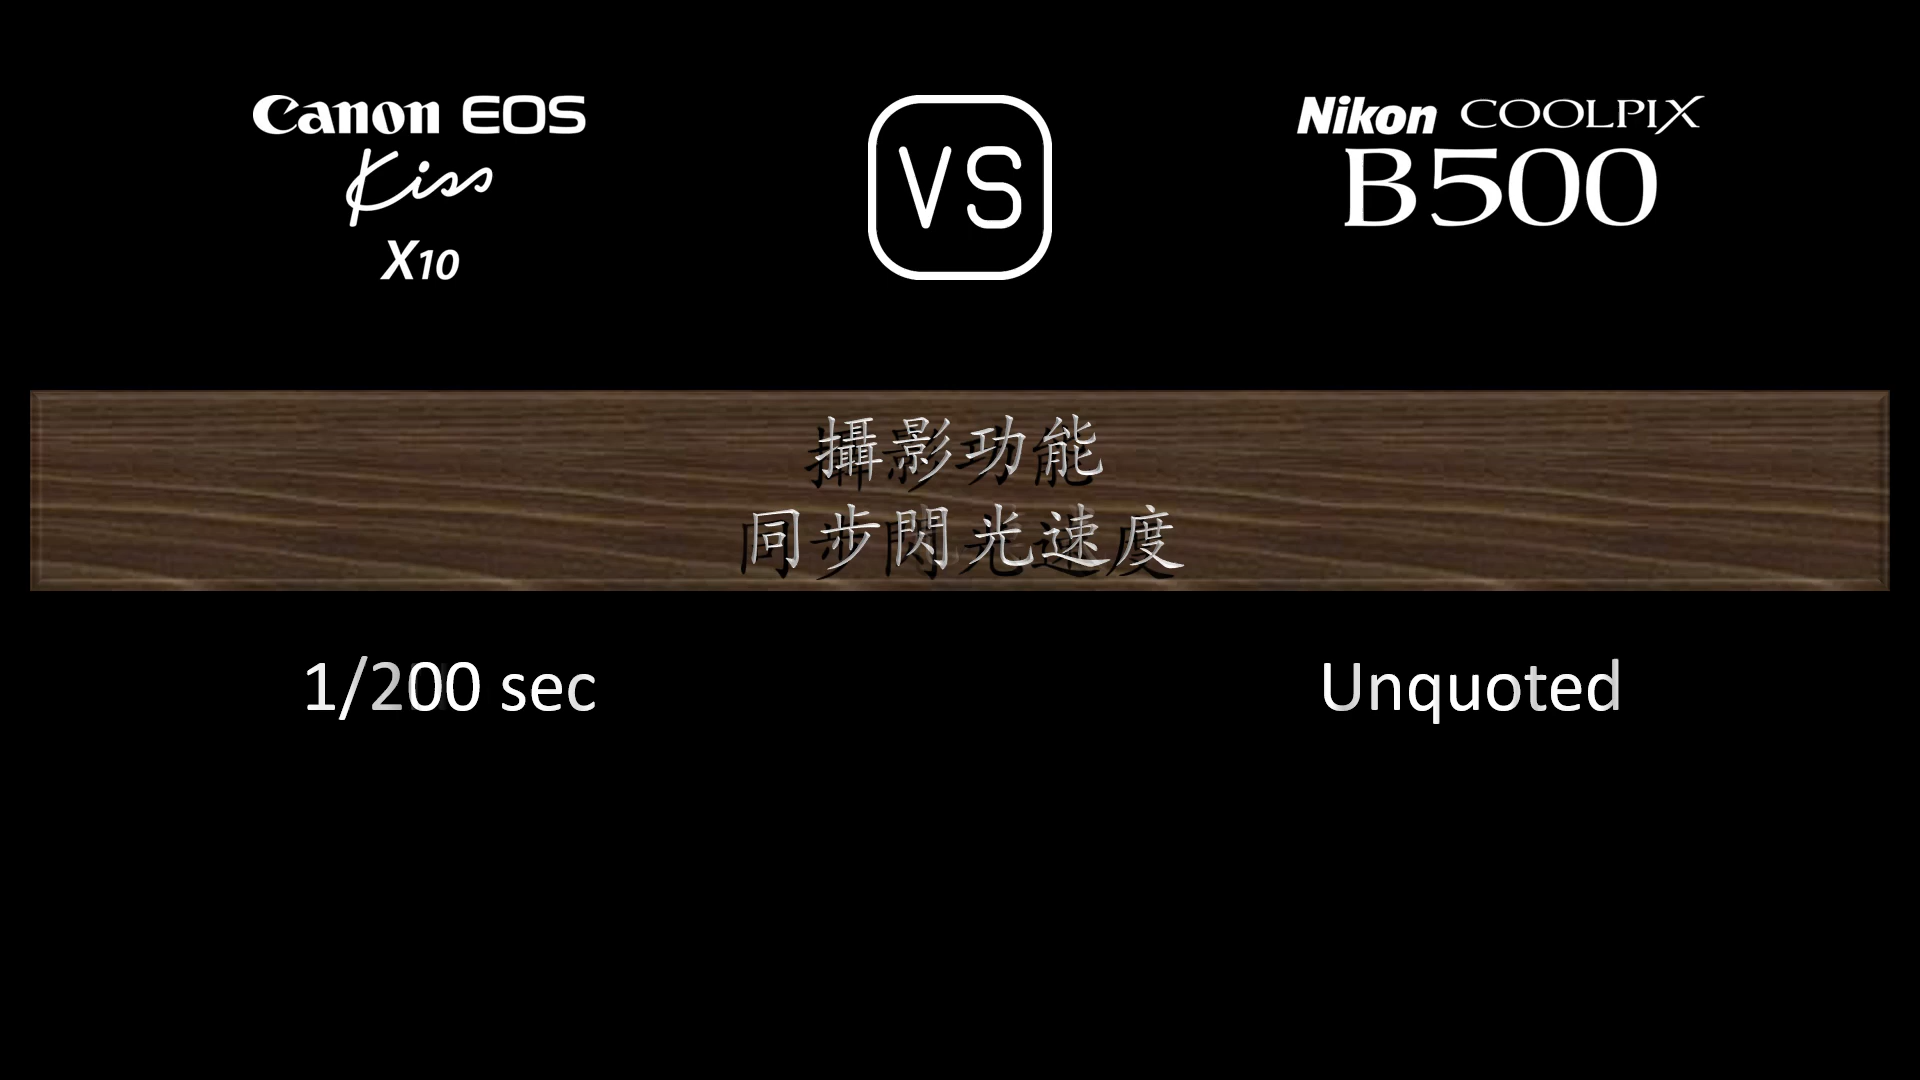 Canon EOS
Kiss
X10
VS
Nikon COOLPIX
B500
攝影功能
同步閃光速度
1/200 sec
Unquoted